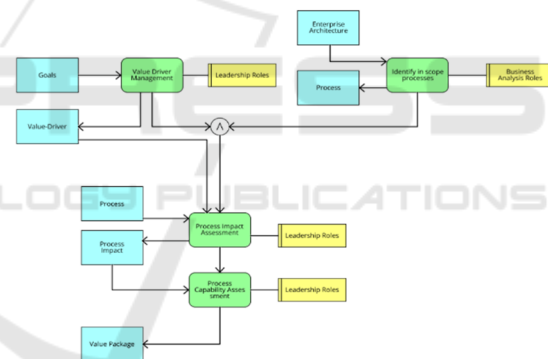 Enterprise
Architecture
Goals
Value Driver
Management
Leadership Roles
Identify in scope
processes
Business
Analysis Roles
Process
Value-Driver
Λ
Process
Process Impact
Assessment
Leadership Roles
Process
Impact
Process
Capability Asses
sment
Leadership Roles
Value Package
PRESS
LOGY PUBLICATIONS